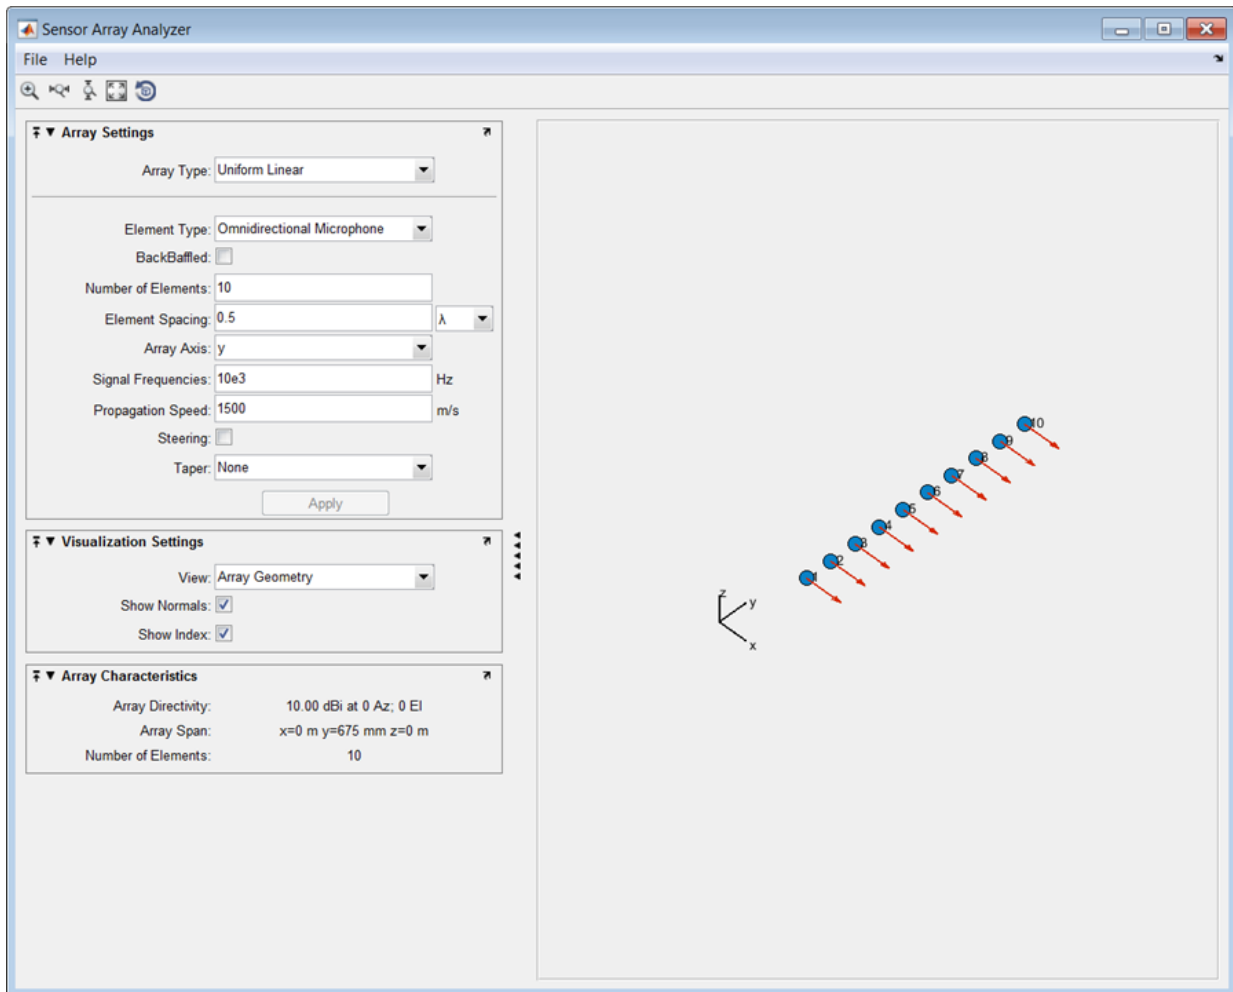 Sensor Array Analyzer
File Help
Array Settings
Array Type: Uniform Linear
Element Type: Omnidirectional Microphone
BackBaffled:
Number of Elements: 10
Element Spacing: 0.5 λ
Array Axis: y
Signal Frequencies: 10e3 Hz
Propagation Speed: 1500 m/s
Steering:
Taper: None
Apply
Visualization Settings
View: Array Geometry
Show Normals:
Show Index:
Array Characteristics
Array Directivity: 10.00 dBi at 0 Az; 0 El
Array Span: x=0 m y=675 mm z=0 m
Number of Elements: 10
10
9
8
7
6
5
4
3
2
1
z
y
x